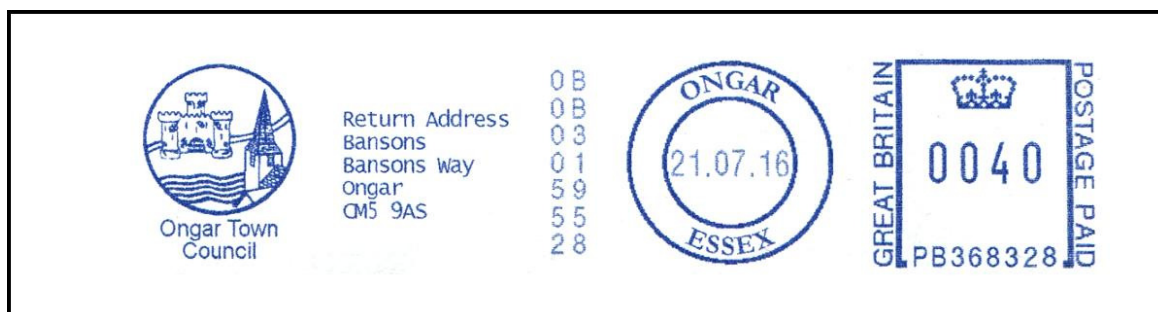 Ongar Town
Council
Return Address
Bansons
Bansons Way
Ongar
CM5 9AS
0B
0B
03
01
59
55
28
ONGAR
21.07.16
ESSEX
GREAT BRITAIN
0040
PB368328
POSTAGE PAID